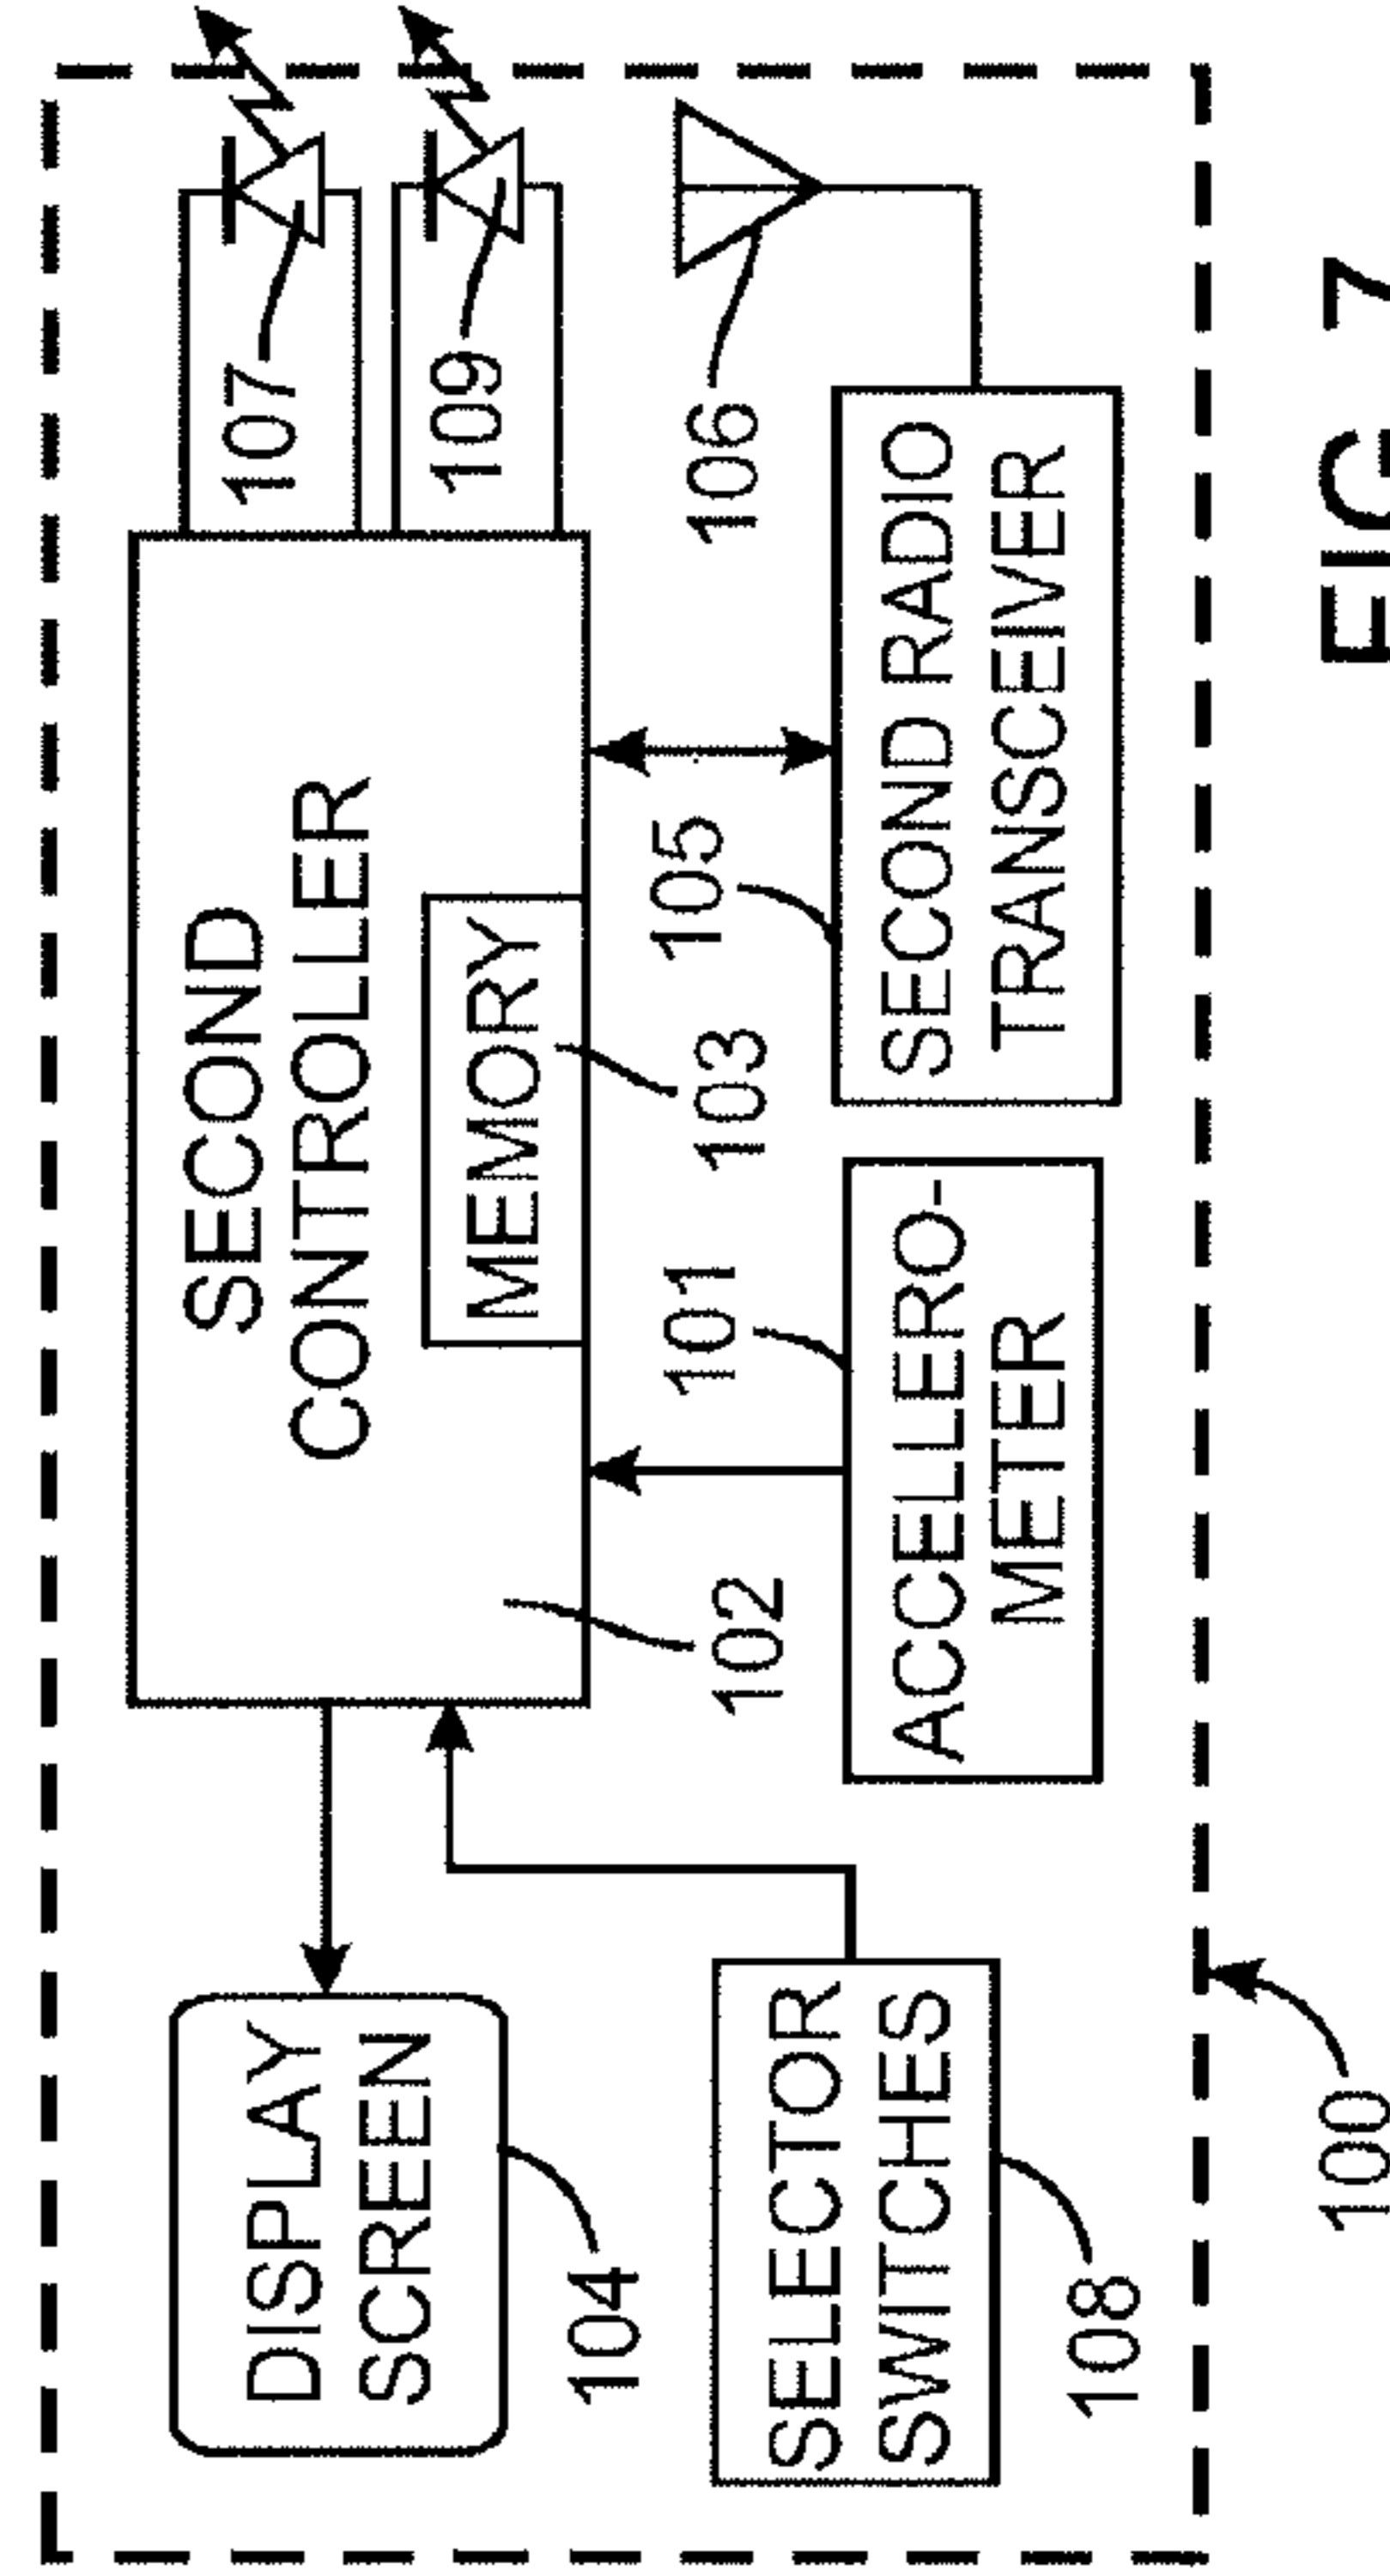 SECOND
CONTROLLER
107
109
DISPLAY
SCREEN
MEMORY
104
102
101
103
105
106
SELECTOR
SWITCHES
ACCELLERO-
METER
SECOND RADIO
TRANSCEIVER
108
100
FIG 7